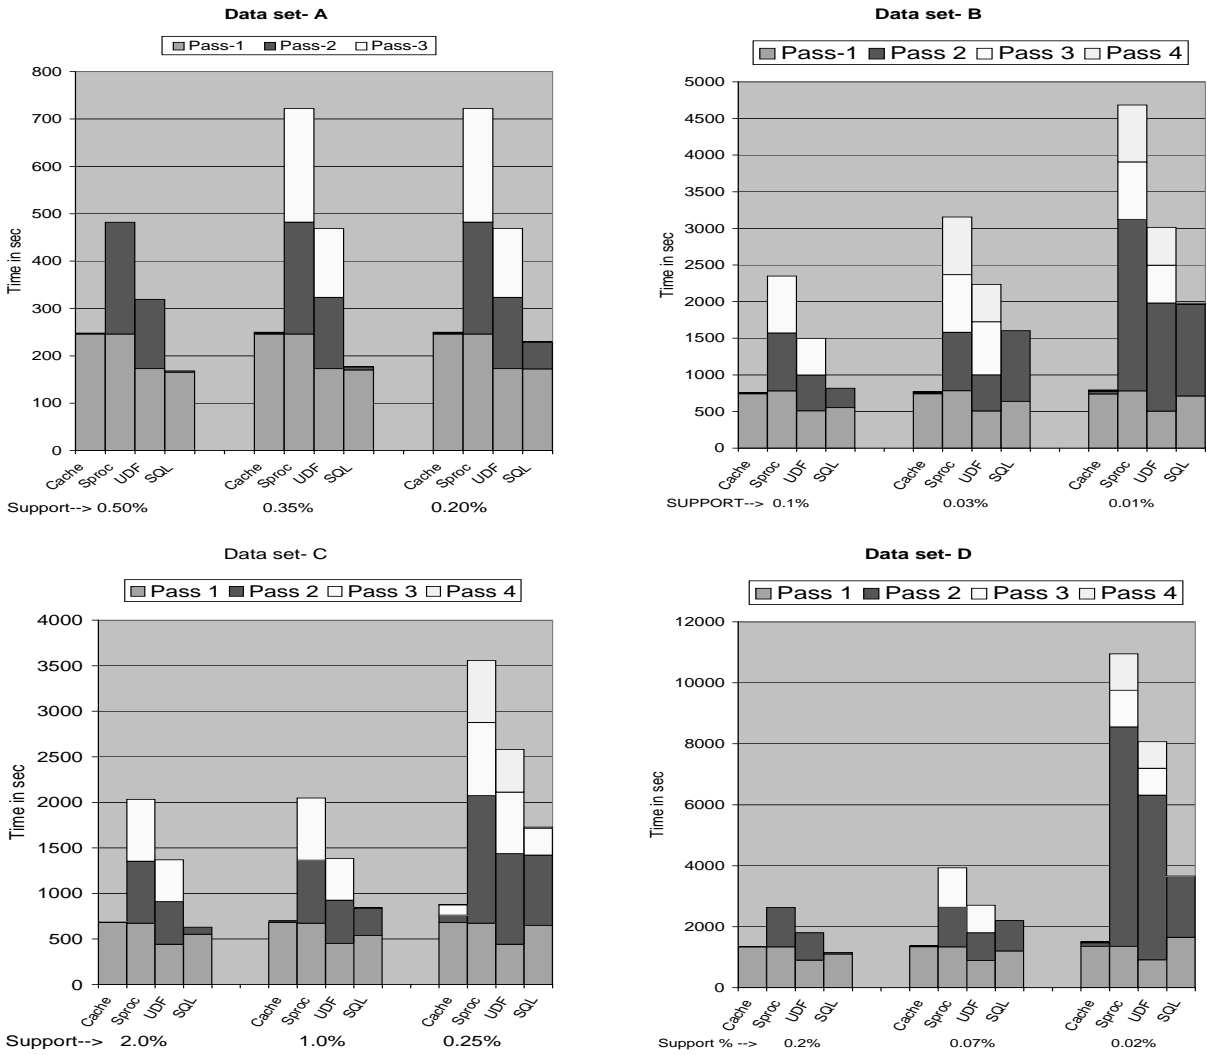 Data set- A
Pass-1 Pass-2 Pass-3
800
700
600
500
400
300
200
100
0
Time in sec
Cache Sproc UDF SQL Cache Sproc UDF SQL Cache Sproc UDF SQL
Support--> 0.50% 0.35% 0.20%
Data set- B
Pass-1 Pass 2 Pass 3 Pass 4
5000
4500
4000
3500
3000
2500
2000
1500
1000
500
0
Time in sec
Cache Sproc UDF SQL Cache Sproc UDF SQL Cache Sproc UDF SQL
SUPPORT--> 0.1% 0.03% 0.01%
Data set- C
Pass 1 Pass 2 Pass 3 Pass 4
4000
3500
3000
2500
2000
1500
1000
500
0
Time in sec
Cache Sproc UDF SQL Cache Sproc UDF SQL Cache Sproc UDF SQL
Support--> 2.0% 1.0% 0.25%
Data set- D
Pass 1 Pass 2 Pass 3 Pass 4
12000
10000
8000
6000
4000
2000
0
Time in sec
Cache Sproc UDF SQL Cache Sproc UDF SQL Cache Sproc UDF SQL
Support % --> 0.2% 0.07% 0.02%